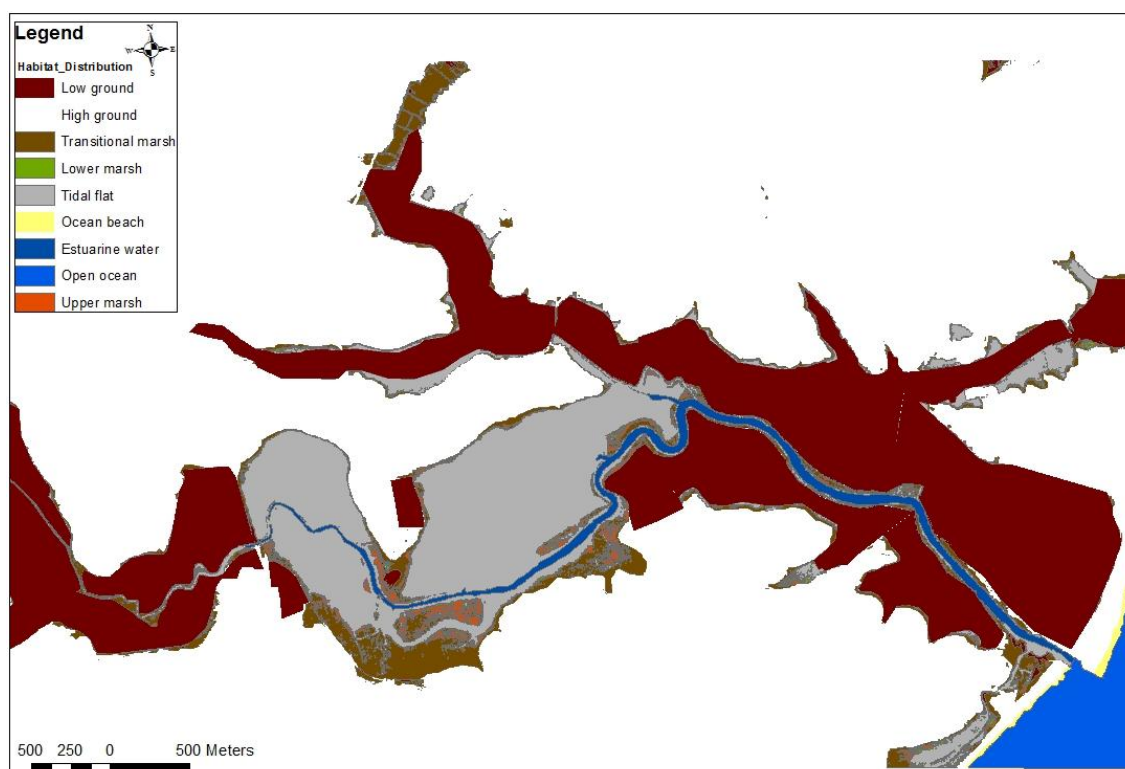 Legend
N
W E
S
Habitat_Distribution
Low ground
High ground
Transitional marsh
Lower marsh
Tidal flat
Ocean beach
Estuarine water
Open ocean
Upper marsh
500 250 0 500 Meters